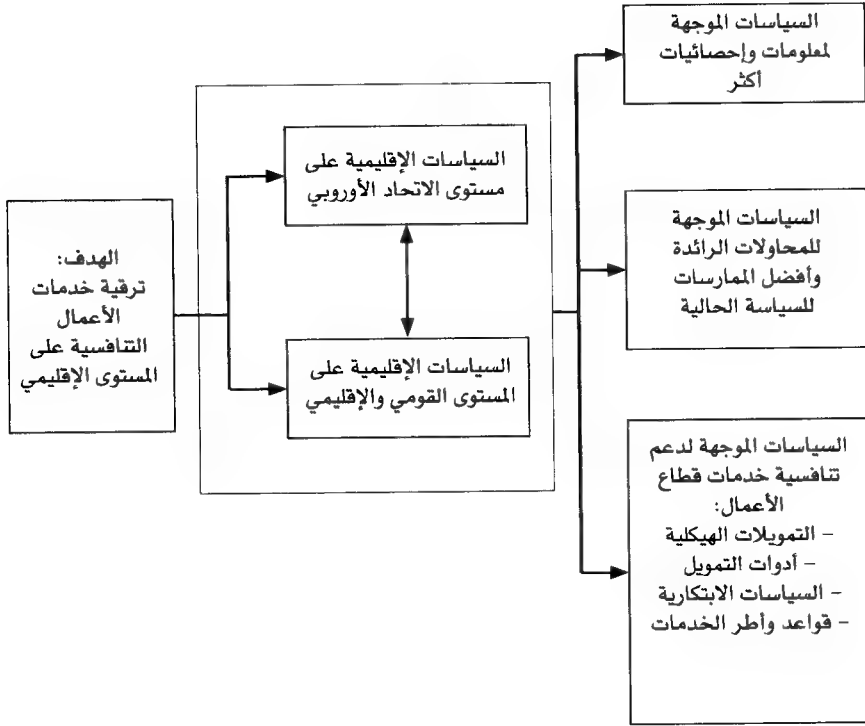 السياسات الموجهة
لمعلومات وإحصائيات
أكثر
السياسات الإقليمية على
مستوى الاتحاد الأوروبي
الهدف:
ترقية خدمات
الأعمال
التنافسية على
المستوى الإقليمي
السياسات الموجهة
للمحاولات الرائدة
وأفضل الممارسات
للسياسة الحالية
السياسات الإقليمية على
المستوى القومي والإقليمي
السياسات الموجهة لدعم
تنافسية خدمات قطاع
الأعمال:
– التمويلات الهيكلية
– أدوات التمويل
– السياسات الابتكارية
– قواعد وأطر الخدمات